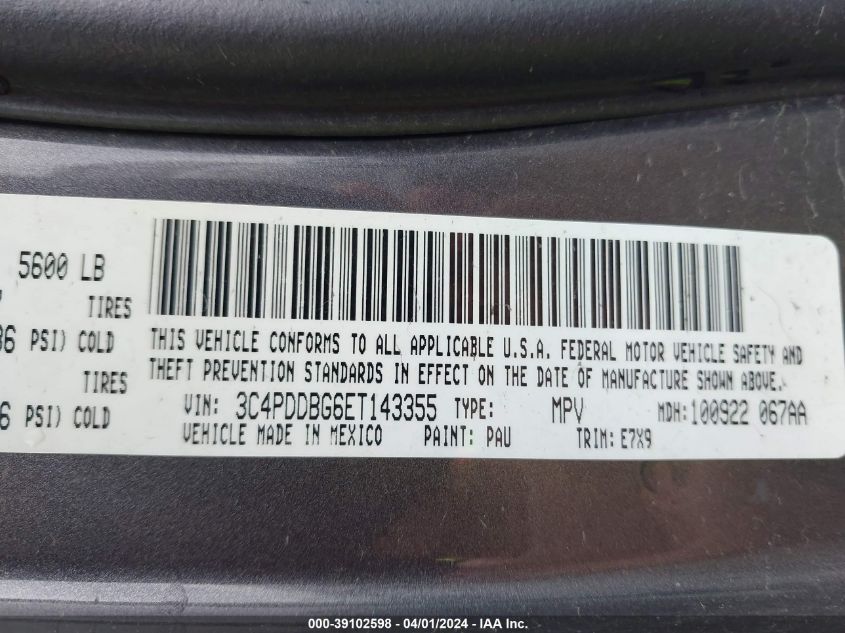 5600 LB
TIRES
PSI) COLD
TIRES
PSI) COLD
THIS VEHICLE CONFORMS TO ALL APPLICABLE U.S.A. FEDERAL MOTOR VEHICLE SAFETY AND
THEFT PREVENTION STANDARDS IN EFFECT ON THE DATE OF MANUFACTURE SHOWN ABOVE.
VIN: 3C4PDDBG6ET143355 TYPE: MPV MDH: 100922 067AA
VEHICLE MADE IN MEXICO PAINT: PAU TRIM: E7X9
000-39102598 - 04/01/2024 - COPYRIGHT © 2024 IAA, Inc.